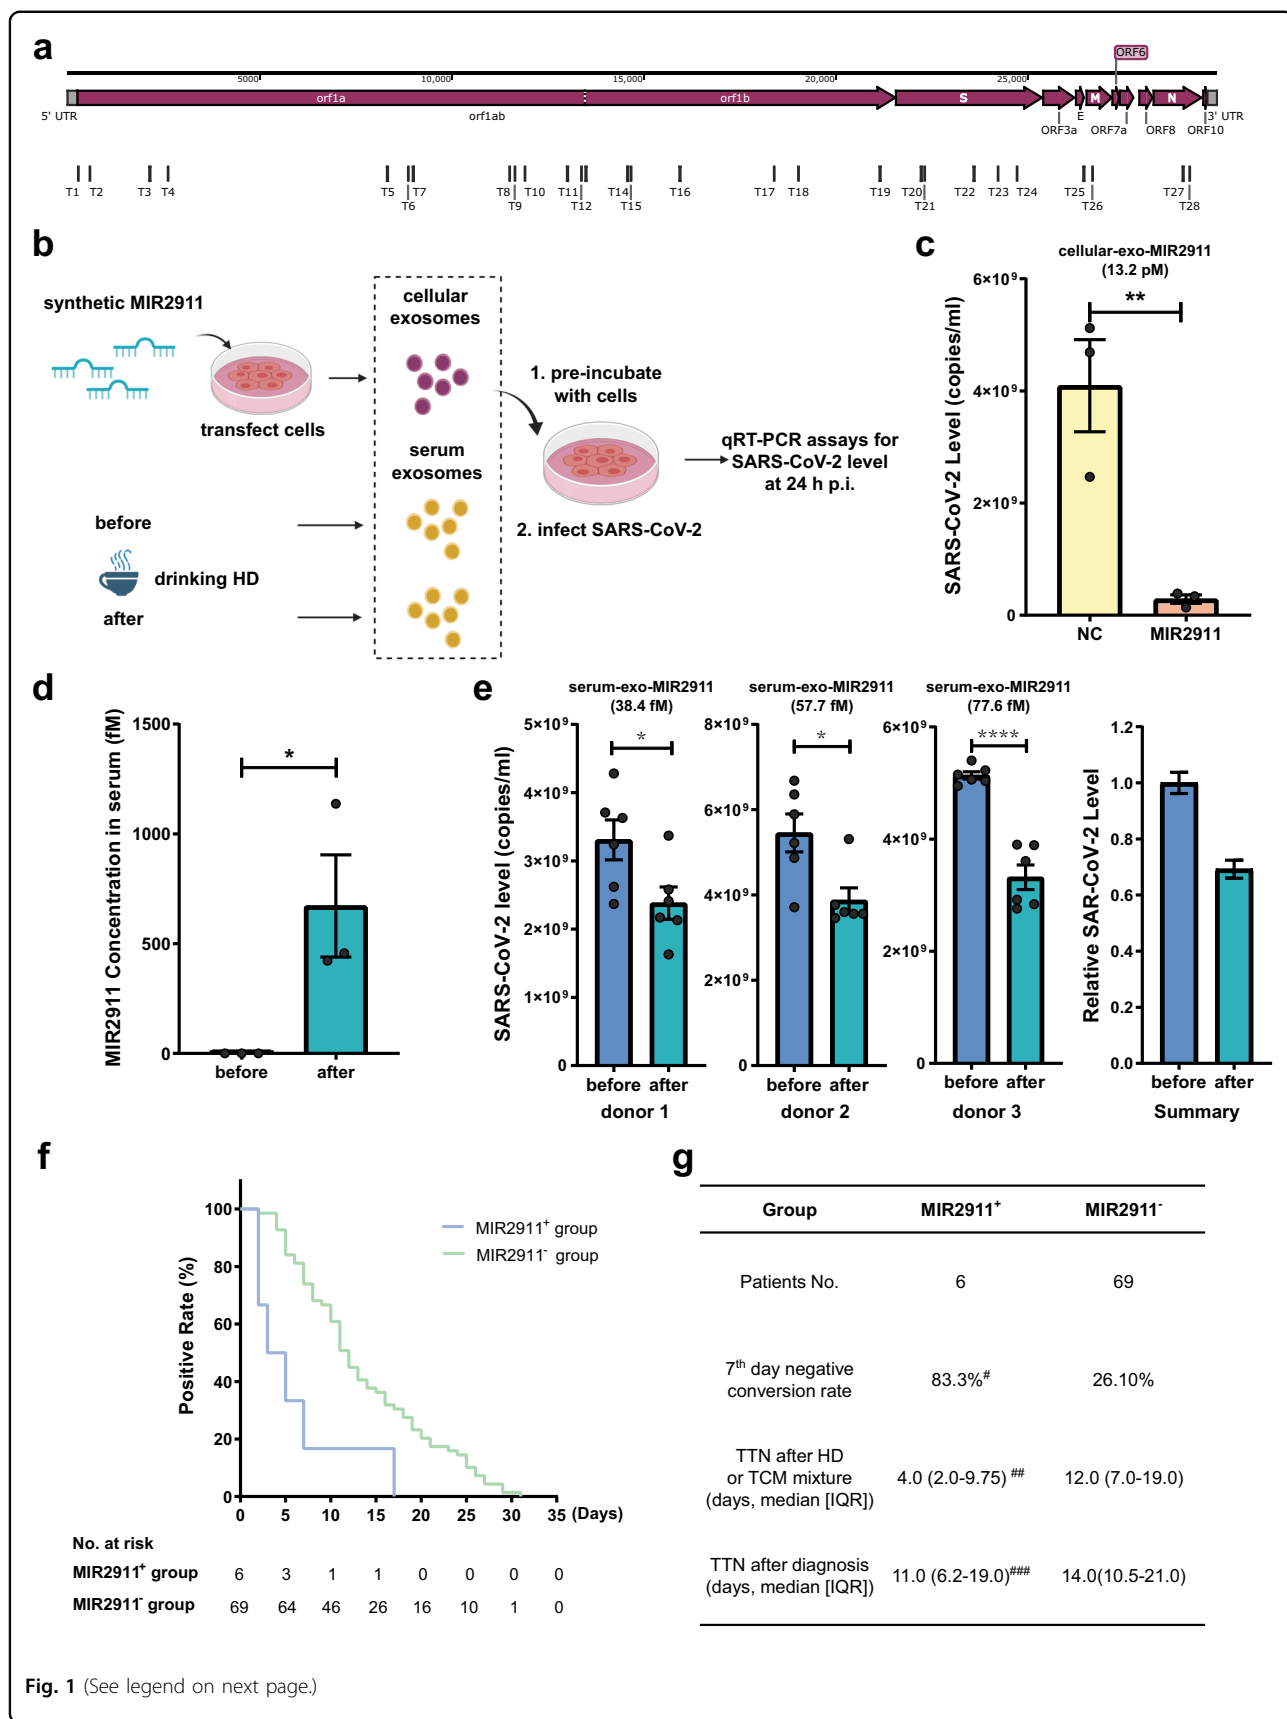 a
ORF6
5000 10,000 15,000 20,000 25,000
orf1a orf1b S M N
5' UTR orf1ab E 3' UTR
ORF3a ORF7a ORF8 ORF10
T1 T2 T3 T4 T5 T7 T8 T10 T11 T14 T16 T17 T18 T19 T20 T22 T23 T24 T25 T27
T6 T9 T12 T15 T21 T26 T28
b
synthetic MIR2911
transfect cells
cellular
exosomes
serum
exosomes
before
drinking HD
after
1. pre-incubate
with cells
2. infect SARS-CoV-2
qRT-PCR assays for
SARS-CoV-2 level
at 24 h p.i.
c
cellular-exo-MIR2911
(13.2 pM)
**
SARS-CoV-2 Level (copies/ml)
6×10⁹
4×10⁹
2×10⁹
0
NC MIR2911
d
MIR2911 Concentration in serum (fM)
1500
1000
500
0
*
before after
e
serum-exo-MIR2911
(38.4 fM)
*
SARS-CoV-2 level (copies/ml)
5×10⁹
4×10⁹
3×10⁹
2×10⁹
1×10⁹
0
before after
donor 1
serum-exo-MIR2911
(57.7 fM)
*
8×10⁹
6×10⁹
4×10⁹
2×10⁹
0
before after
donor 2
serum-exo-MIR2911
(77.6 fM)
****
6×10⁹
4×10⁹
2×10⁹
0
before after
donor 3
Relative SAR-CoV-2 Level
1.2
1.0
0.8
0.6
0.4
0.2
0.0
before after
Summary
f
Positive Rate (%)
100
80
60
40
20
0
MIR2911⁺ group
MIR2911⁻ group
0 5 10 15 20 25 30 35 (Days)
No. at risk
MIR2911⁺ group 6 3 1 1 0 0 0 0
MIR2911⁻ group 69 64 46 26 16 10 1 0
g
Group MIR2911⁺ MIR2911⁻
Patients No. 6 69
7ᵗʰ day negative
conversion rate 83.3%# 26.10%
TTN after HD
or TCM mixture 4.0 (2.0-9.75) ## 12.0 (7.0-19.0)
(days, median [IQR])
TTN after diagnosis
(days, median [IQR]) 11.0 (6.2-19.0)### 14.0(10.5-21.0)
Fig. 1 (See legend on next page.)